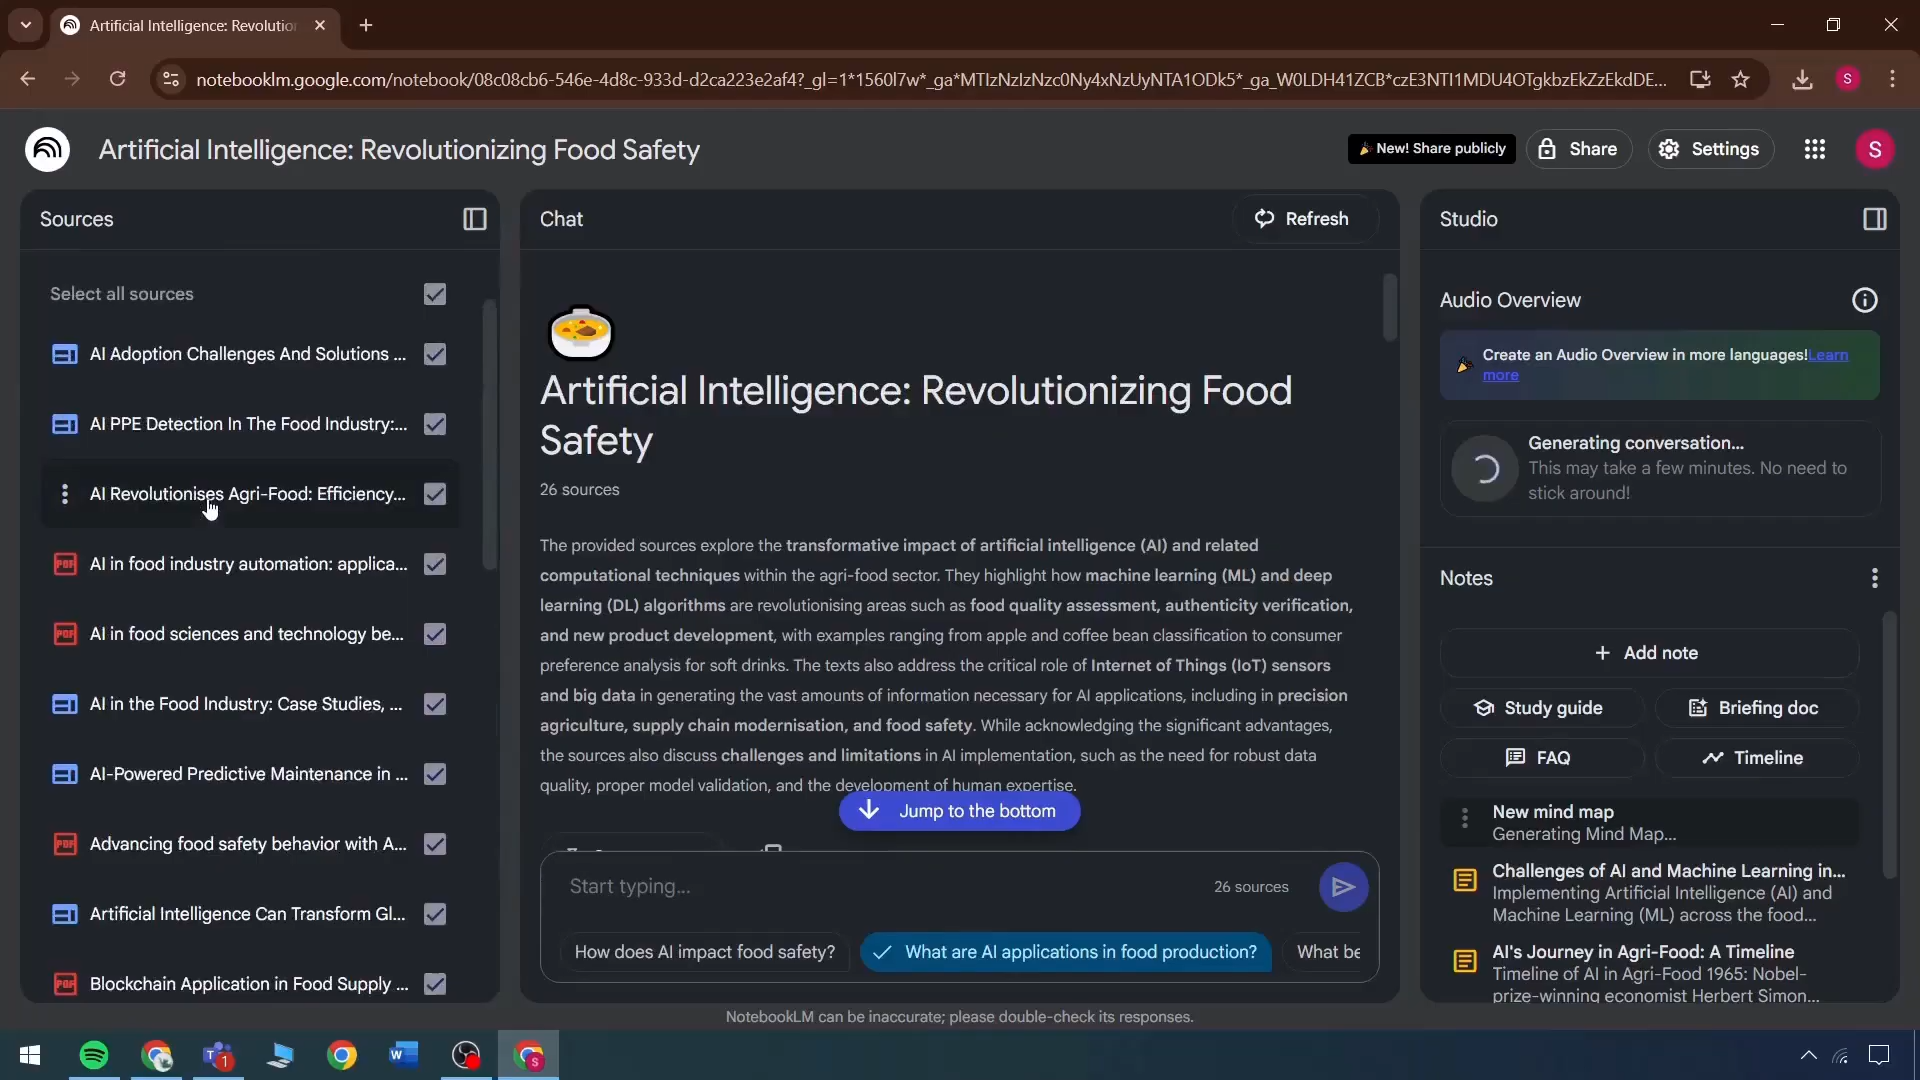 Artificial Intelligence: Revolutio
notebooklm.google.com/notebook/08c08cb6-546e-4d8c-933d-d2ca223e2af4?_gl=1*1560l7w*_ga*MTIzNzIzNzc0Ny4xNzUyNTA1ODk5*_ga_W0LDH41ZCB*czE3NTI1MDU4OTgkbzEkZzEkdDE...
S
Artificial Intelligence: Revolutionizing Food Safety
New! Share publicly
Share
Settings
S
Sources
Select all sources
AI Adoption Challenges And Solutions ...
AI PPE Detection In The Food Industry:...
AI Revolutionises Agri-Food: Efficiency...
PDF AI in food industry automation: applica...
PDF AI in food sciences and technology be...
AI in the Food Industry: Case Studies, ...
AI-Powered Predictive Maintenance in ...
PDF Advancing food safety behavior with A...
Artificial Intelligence Can Transform Gl...
PDF Blockchain Application in Food Supply ...
Chat
Refresh
Artificial Intelligence: Revolutionizing Food
Safety
26 sources
The provided sources explore the transformative impact of artificial intelligence (AI) and related
computational techniques within the agri-food sector. They highlight how machine learning (ML) and deep
learning (DL) algorithms are revolutionising areas such as food quality assessment, authenticity verification,
and new product development, with examples ranging from apple and coffee bean classification to consumer
preference analysis for soft drinks. The texts also address the critical role of Internet of Things (IoT) sensors
and big data in generating the vast amounts of information necessary for AI applications, including in precision
agriculture, supply chain modernisation, and food safety. While acknowledging the significant advantages,
the sources also discuss challenges and limitations in AI implementation, such as the need for robust data
quality, proper model validation, and the development of human expertise.
Jump to the bottom
Start typing...
26 sources
How does AI impact food safety?
What are AI applications in food production?
What be
NotebookLM can be inaccurate; please double-check its responses.
Studio
Audio Overview
Create an Audio Overview in more languages!Learn
more
Generating conversation...
This may take a few minutes. No need to
stick around!
Notes
Add note
Study guide
Briefing doc
FAQ
Timeline
New mind map
Generating Mind Map...
Challenges of AI and Machine Learning in...
Implementing Artificial Intelligence (AI) and
Machine Learning (ML) across the food...
AI's Journey in Agri-Food: A Timeline
Timeline of AI in Agri-Food 1965: Nobel-
prize-winning economist Herbert Simon...
1
S